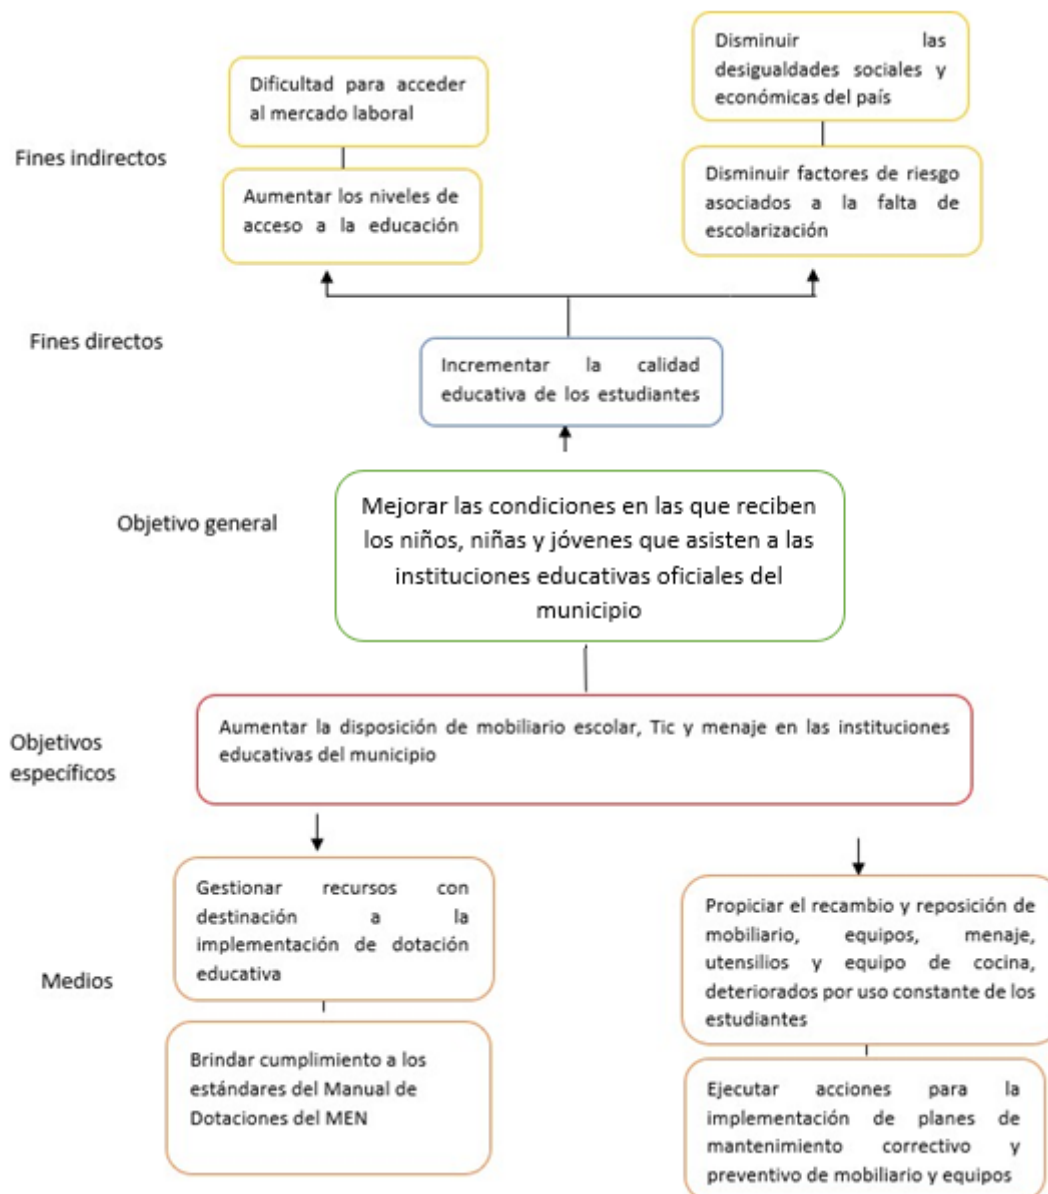 Disminuir las
desigualdades sociales y
económicas del país
Dificultad para acceder
al mercado laboral
Fines indirectos
Disminuir factores de riesgo
asociados a la falta de
escolarización
Aumentar los niveles de
acceso a la educación
Fines directos
Incrementar la calidad
educativa de los estudiantes
Objetivo general
Mejorar las condiciones en las que reciben
los niños, niñas y jóvenes que asisten a las
instituciones educativas oficiales del
municipio
Objetivos
específicos
Aumentar la disposición de mobiliario escolar, Tic y menaje en las instituciones
educativas del municipio
Medios
Gestionar recursos con
destinación a la
implementación de dotación
educativa
Propiciar el recambio y reposición de
mobiliario, equipos, menaje,
utensilios y equipo de cocina,
deteriorados por uso constante de los
estudiantes
Brindar cumplimiento a los
estándares del Manual de
Dotaciones del MEN
Ejecutar acciones para la
implementación de planes de
mantenimiento correctivo y
preventivo de mobiliario y equipos